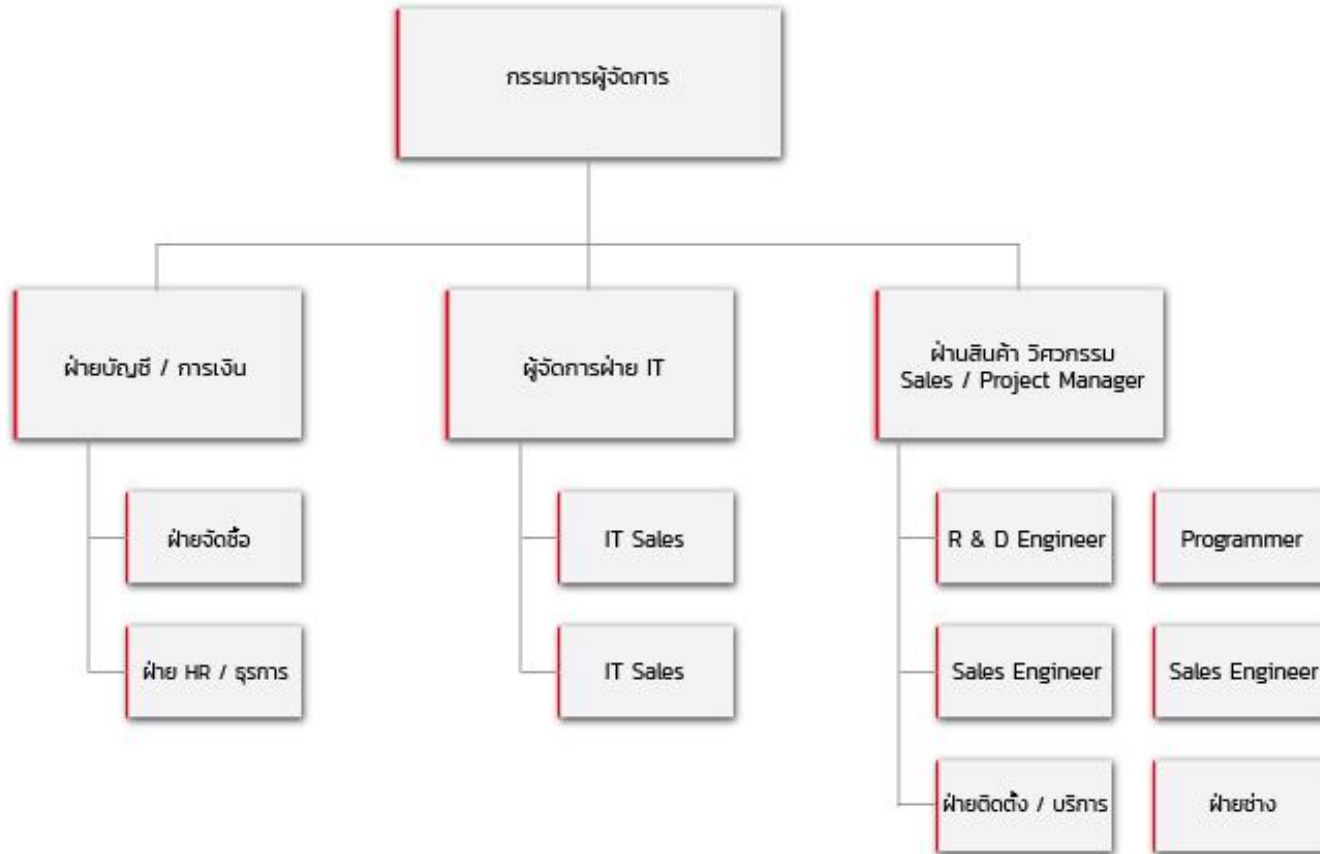 กรรมการผู้จัดการ
ฝ่ายบัญชี / การเงิน
ผู้จัดการฝ่าย IT
ฝ่านสินค้า วิศวกรรม
Sales / Project Manager
ฝ่ายจัดซื้อ
IT Sales
R & D Engineer
Programmer
ฝ่าย HR / ธุรการ
IT Sales
Sales Engineer
Sales Engineer
ฝ่ายติดตั้ง / บริการ
ฝ่ายช่าง